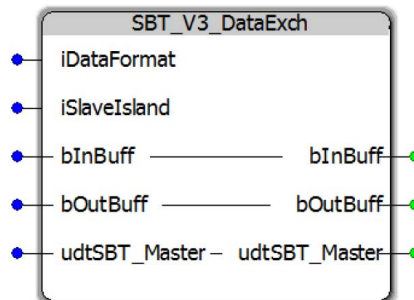 SBT_V3_DataExch
iDataFormat
iSlaveIsland
bInBuff bInBuff
bOutBuff bOutBuff
udtSBT_Master udtSBT_Master